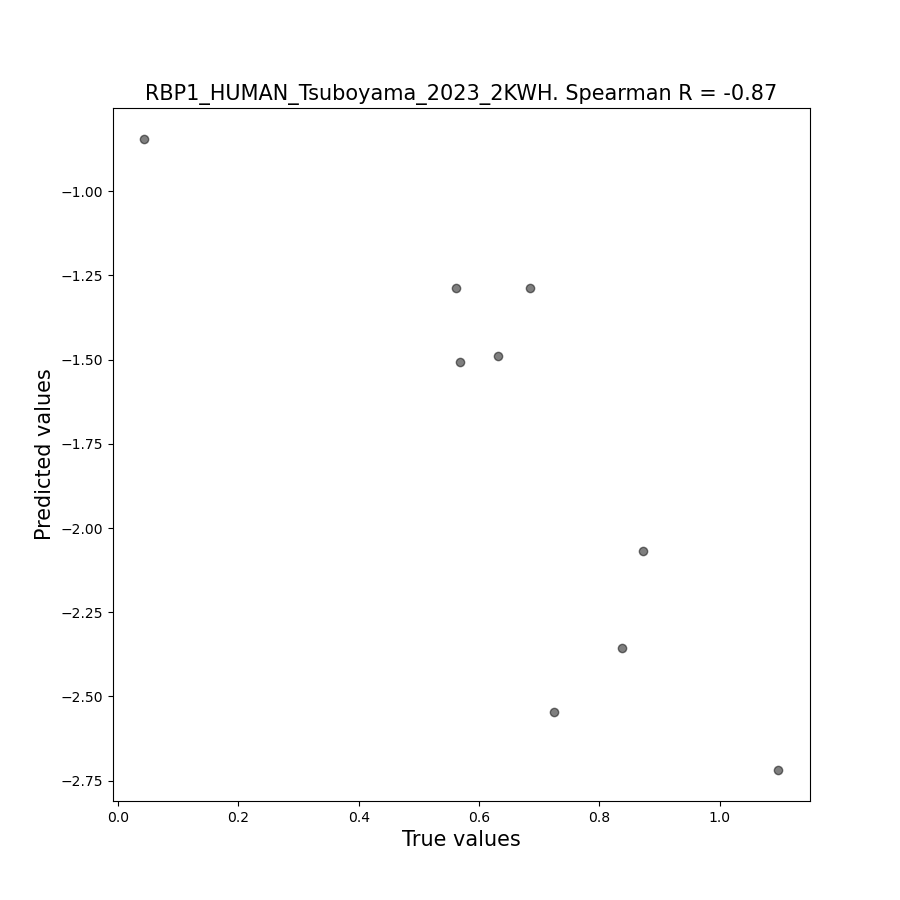 RBP1_HUMAN_Tsuboyama_2023_2KWH. Spearman R = -0.87
Predicted values
−1.00
−1.25
−1.50
−1.75
−2.00
−2.25
−2.50
−2.75
0.0 0.2 0.4 0.6 0.8 1.0
True values